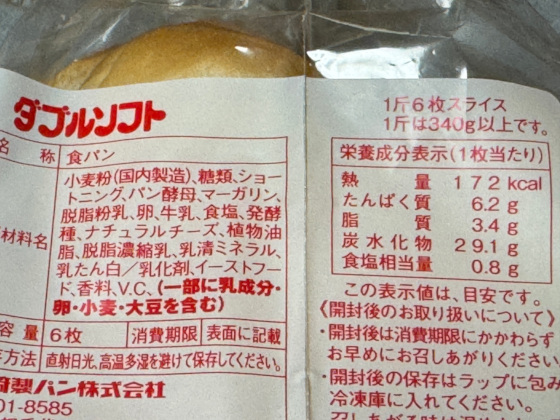 ダブルソフト
名 称 食パン
小麦粉(国内製造)、糖類、ショー
トニング、パン酵母、マーガリン、
脱脂粉乳、卵、牛乳、食塩、発酵
種、ナチュラルチーズ、植物油
脂、脱脂濃縮乳、乳清ミネラル、
乳たん白/乳化剤、イーストフー
ド、香料、V.C、(一部に乳成分・
卵・小麦・大豆を含む)
材料名
容量 6枚 消費期限 表面に記載
方法 直射日光、高温多湿を避けて保存してください。
製パン株式会社
01-8585
1斤6枚スライス
1斤は340g以上です。
栄養成分表示(1枚当たり)
熱量 172 kcal
たんぱく質 6.2 g
脂質 3.4 g
炭水化物 29.1 g
食塩相当量 0.8 g
この表示値は、目安です。
《開封後のお取り扱いについて》
・開封後は消費期限にかかわらず
お早めにお召しあがりください
・開封後の保存はラップに包み
冷凍庫に入れてください。